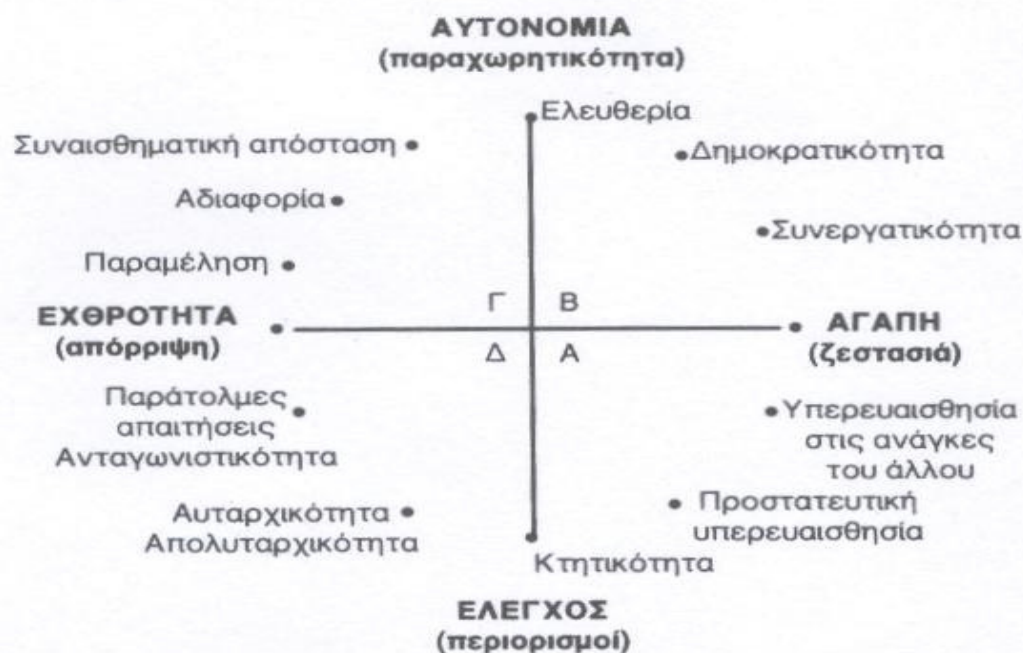 ΑΥΤΟΝΟΜΙΑ
(παραχωρητικότητα)
Ελευθερία
Συναισθηματική απόσταση
Δημοκρατικότητα
Αδιαφορία
Συνεργατικότητα
Παραμέληση
Γ Β
ΕΧΘΡΟΤΗΤΑ
(απόρριψη)
ΑΓΑΠΗ
(ζεστασιά)
Δ Α
Παράτολμες
απαιτήσεις
Ανταγωνιστικότητα
Υπερευαισθησία
στις ανάγκες
του άλλου
Αυταρχικότητα
Απολυταρχικότητα
Προστατευτική
υπερευαισθησία
Κτητικότητα
ΕΛΕΓΧΟΣ
(περιορισμοί)